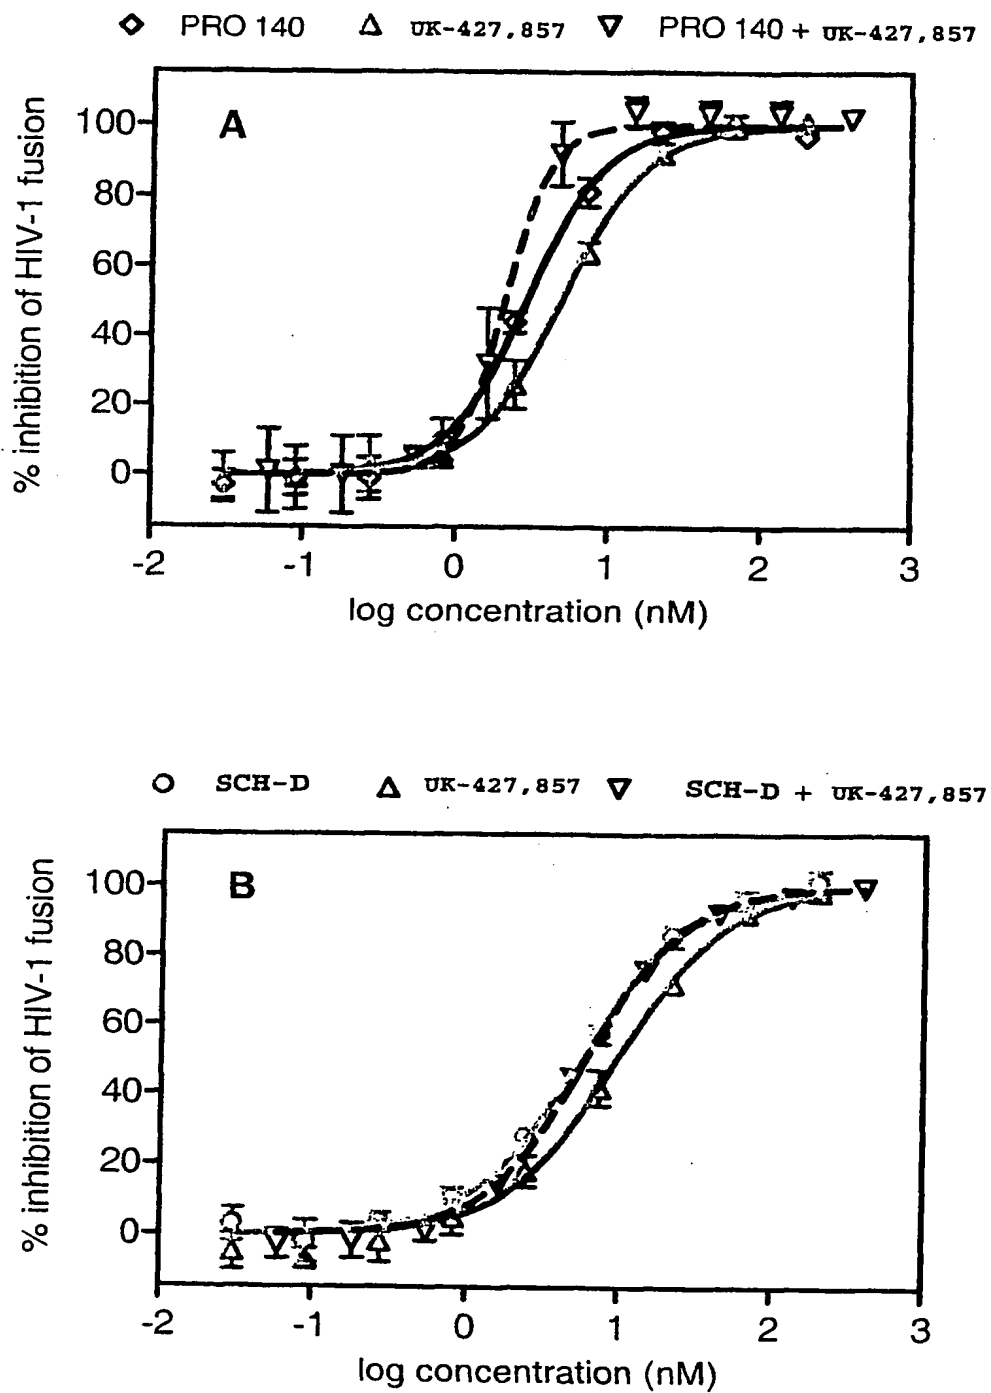 PRO 140 UK-427,857 PRO 140 + UK-427,857
A
% inhibition of HIV-1 fusion
100
80
60
40
20
0
-2 -1 0 1 2 3
log concentration (nM)
SCH-D UK-427,857 SCH-D + UK-427,857
B
% inhibition of HIV-1 fusion
100
80
60
40
20
0
-2 -1 0 1 2 3
log concentration (nM)